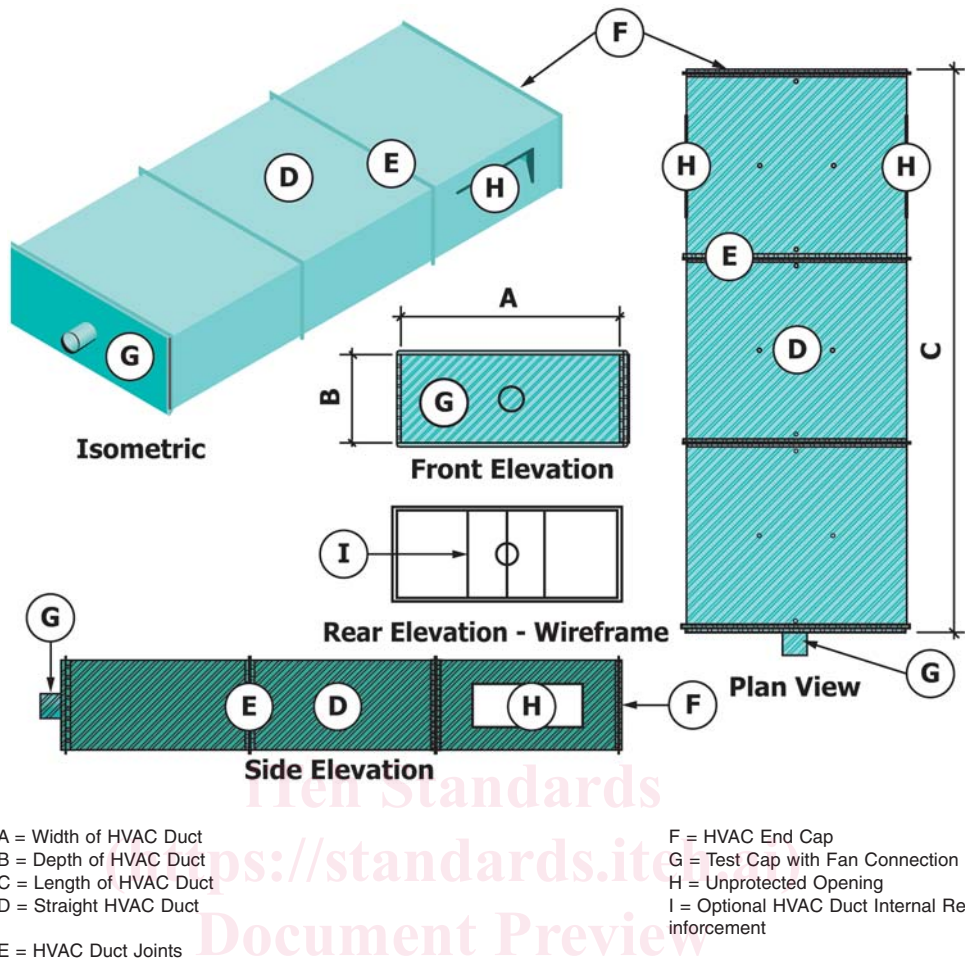 F
H
H
D
E
H
E
A
G
B
G
D
C
Isometric
Front Elevation
I
G
Rear Elevation - Wireframe
G
Plan View
E
D
H
F
Side Elevation
iTeh Standards
(https://standards.iteh.ai)
Document Preview
A = Width of HVAC Duct
B = Depth of HVAC Duct
C = Length of HVAC Duct
D = Straight HVAC Duct
E = HVAC Duct Joints
F = HVAC End Cap
G = Test Cap with Fan Connection
H = Unprotected Opening
I = Optional HVAC Duct Internal Re
inforcement